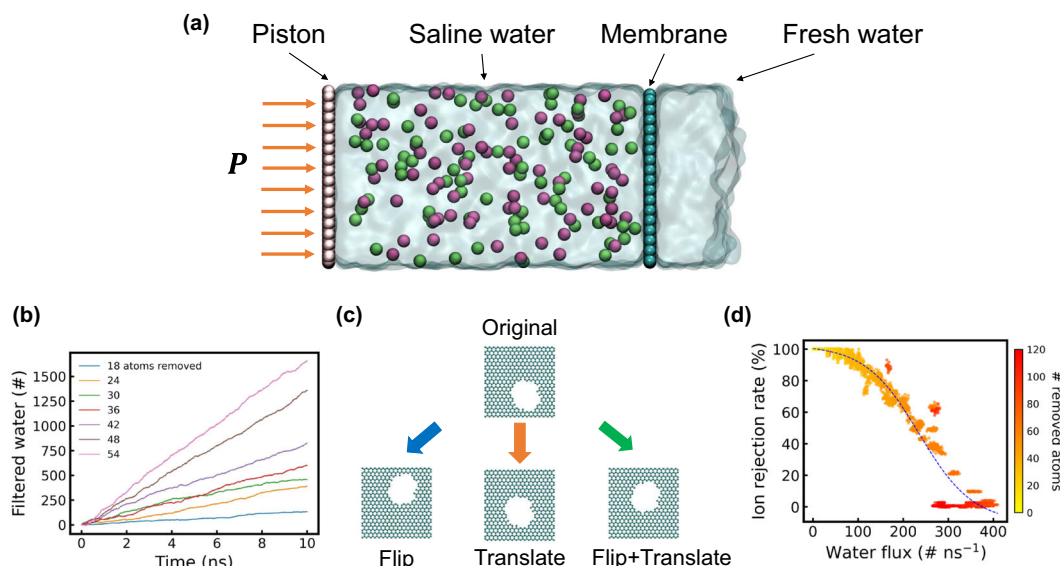 (a)
Piston
Saline water
Membrane
Fresh water
P
(b)
Filtered water (#)
1500
1250
1000
750
500
250
0
18 atoms removed
24
30
36
42
48
54
0
2
4
6
8
10
Time (ns)
(c)
Original
Flip
Translate
Flip+Translate
(d)
Ion rejection rate (%)
100
80
60
40
20
0
0
100
200
300
400
Water flux (# ns⁻¹)
120
100
80
60
40
20
0
# removed atoms